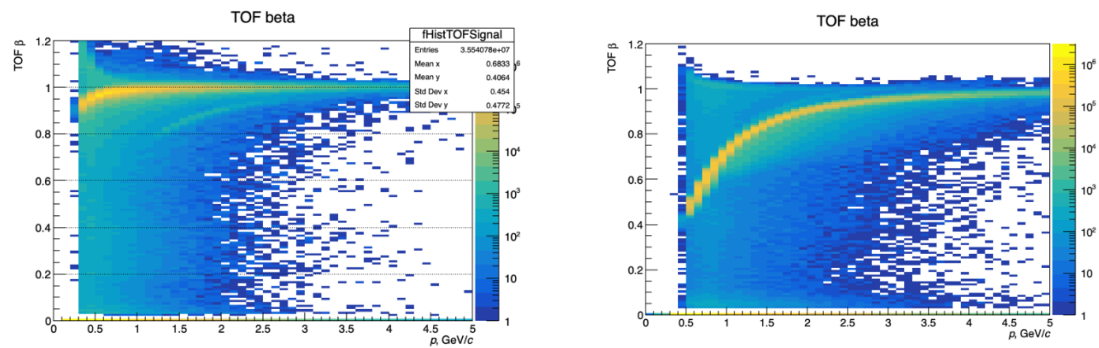 TOF beta
fHistTOFSignal
Entries 3.554078e+07
Mean x 0.6833
Mean y 0.4064
Std Dev x 0.454
Std Dev y 0.4772
TOF β
1.2
1
0.8
0.6
0.4
0.2
0
0 0.5 1 1.5 2 2.5 3 3.5 4 4.5 5
p, GeV/c
10⁴
10³
10²
10
1
TOF beta
TOF β
1.2
1
0.8
0.6
0.4
0.2
0
0 0.5 1 1.5 2 2.5 3 3.5 4 4.5 5
p, GeV/c
10⁶
10⁵
10⁴
10³
10²
10
1